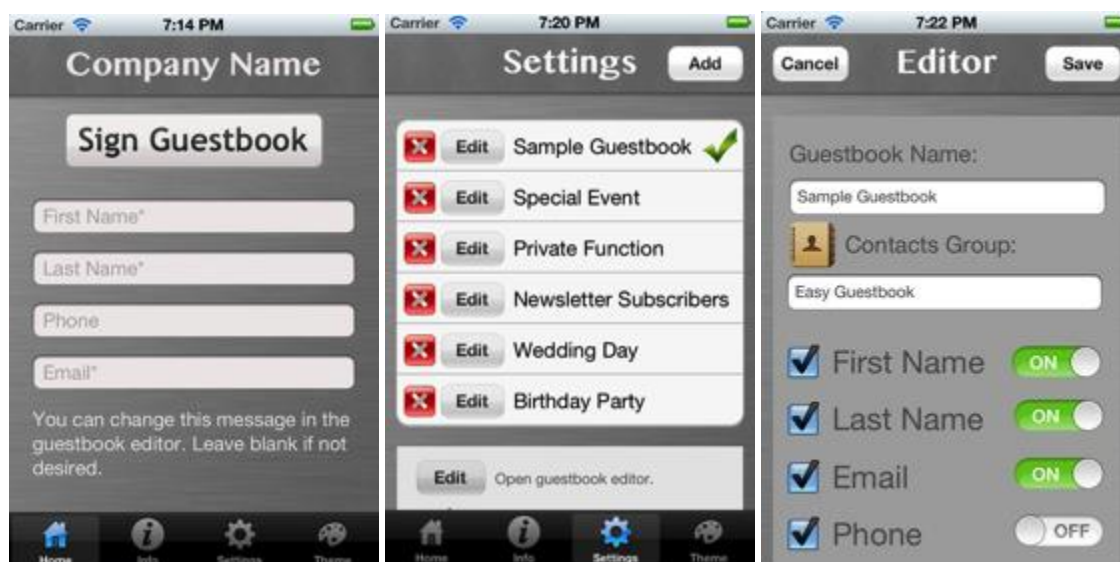 Carrier 7:14 PM
Company Name
Sign Guestbook
First Name*
Last Name*
Phone
Email*
You can change this message in the
guestbook editor. Leave blank if not
desired.
Home Info Settings Theme
Carrier 7:20 PM
Settings Add
Edit Sample Guestbook
Edit Special Event
Edit Private Function
Edit Newsletter Subscribers
Edit Wedding Day
Edit Birthday Party
Edit Open guestbook editor.
Home Info Settings Theme
Carrier 7:22 PM
Cancel Editor Save
Guestbook Name:
Sample Guestbook
Contacts Group:
Easy Guestbook
First Name ON
Last Name ON
Email ON
Phone OFF